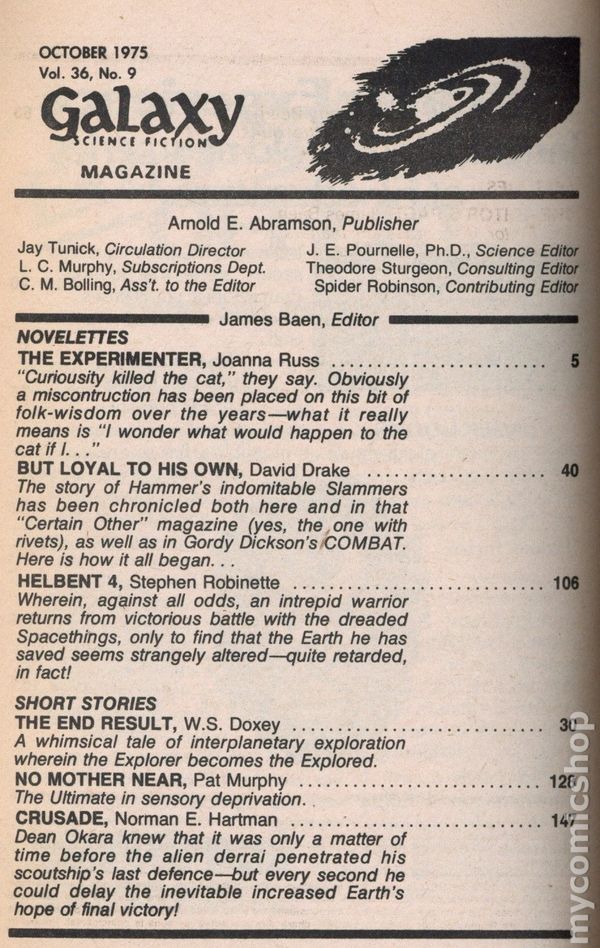 OCTOBER 1975
Vol. 36, No. 9
Galaxy
SCIENCE FICTION
MAGAZINE
Arnold E. Abramson, Publisher
Jay Tunick, Circulation Director
J. E. Pournelle, Ph.D., Science Editor
L. C. Murphy, Subscriptions Dept.
Theodore Sturgeon, Consulting Editor
C. M. Bolling, Ass't. to the Editor
Spider Robinson, Contributing Editor
James Baen, Editor
NOVELETTES
THE EXPERIMENTER, Joanna Russ ........................ 5
"Curiousity killed the cat," they say. Obviously
a miscontruction has been placed on this bit of
folk-wisdom over the years—what it really
means is "I wonder what would happen to the
cat if I. . ."
BUT LOYAL TO HIS OWN, David Drake .................... 40
The story of Hammer's indomitable Slammers
has been chronicled both here and in that
"Certain Other" magazine (yes, the one with
rivets), as well as in Gordy Dickson's COMBAT.
Here is how it all began. . .
HELBENT 4, Stephen Robinette ............................ 106
Wherein, against all odds, an intrepid warrior
returns from victorious battle with the dreaded
Spacethings, only to find that the Earth he has
saved seems strangely altered—quite retarded,
in fact!
SHORT STORIES
THE END RESULT, W.S. Doxey ............................
A whimsical tale of interplanetary exploration
wherein the Explorer becomes the Explored.
NO MOTHER NEAR, Pat Murphy ............................
The Ultimate in sensory deprivation.
CRUSADE, Norman E. Hartman ............................ 147
Dean Okara knew that it was only a matter of
time before the alien derrai penetrated his
scoutship's last defence—but every second he
could delay the inevitable increased Earth's
hope of final victory!
mycomicshop